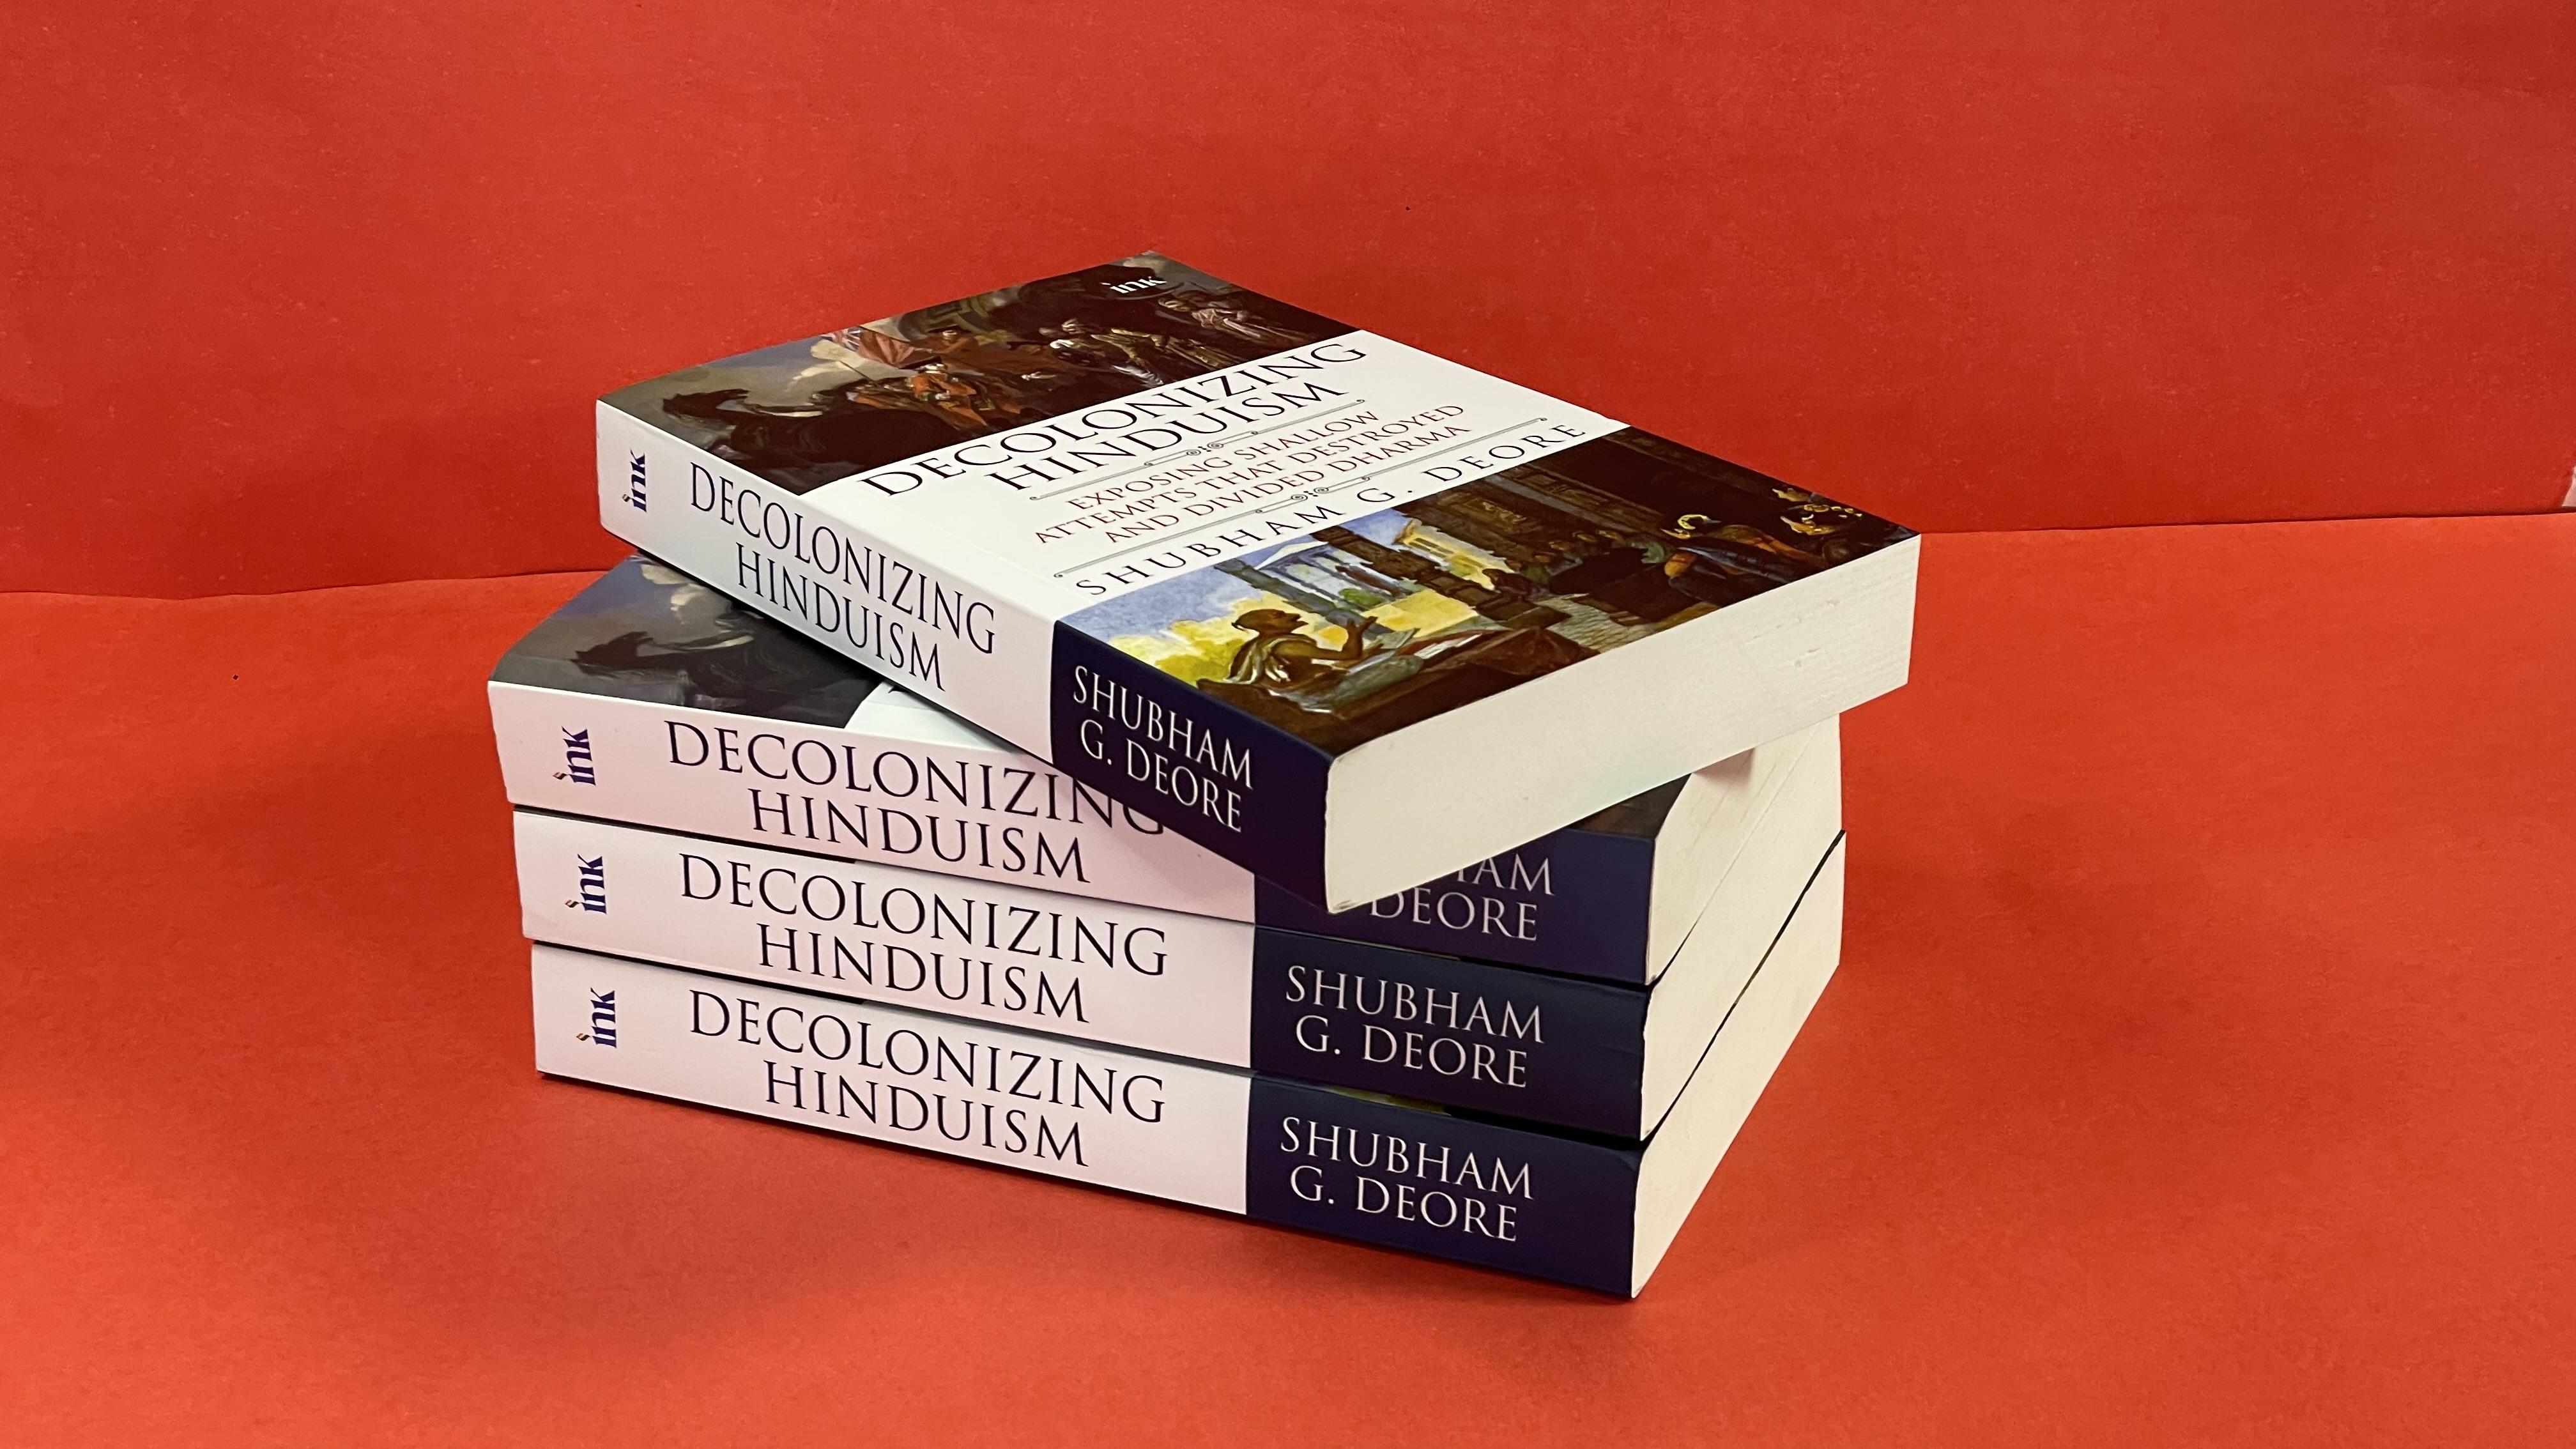 ink
DECOLONIZING
HINDUISM
EXPOSING SHALLOW
ATTEMPTS THAT DESTROYED
AND DIVIDED DHARMA
SHUBHAM G. DEORE
ink
DECOLONIZING
HINDUISM
SHUBHAM
G. DEORE
ink
DECOLONIZING
HINDUISM
HAM
DEORE
ink
DECOLONIZING
HINDUISM
SHUBHAM
G. DEORE
ink
DECOLONIZING
HINDUISM
SHUBHAM
G. DEORE